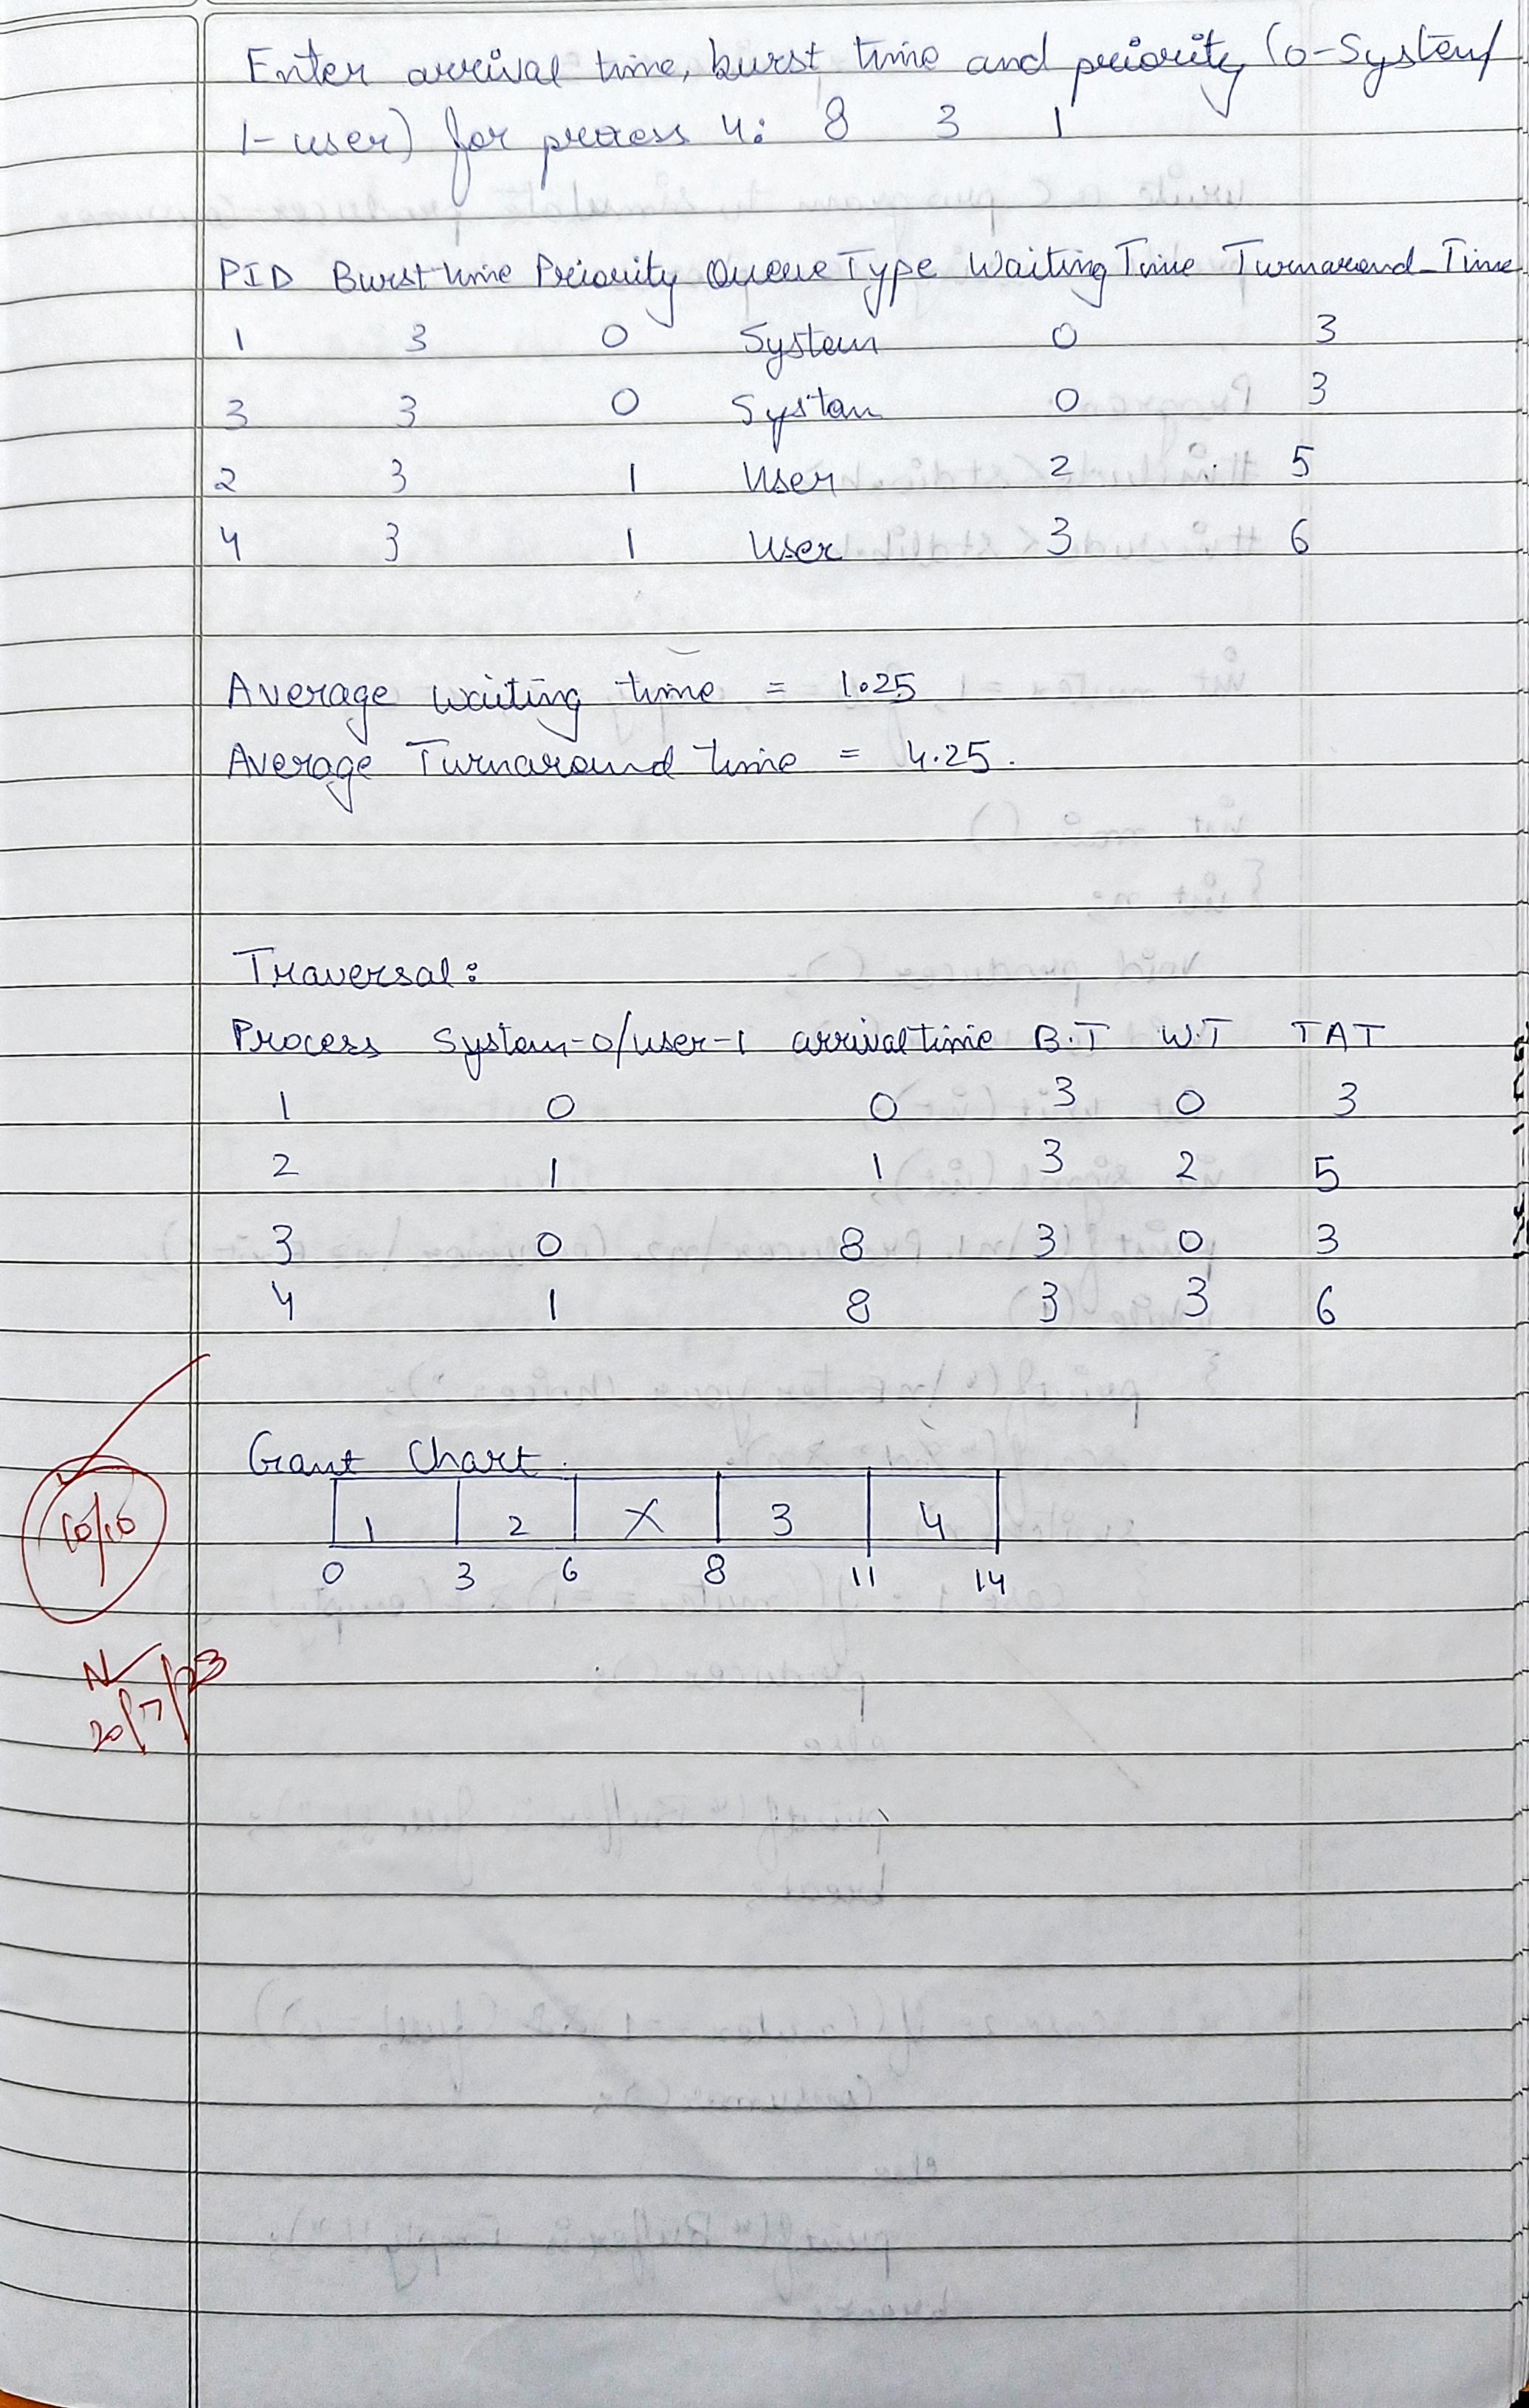 Enter arrival time, burst time and priority (0-System/
1-user) for process 4: 8 3 1
PID Burst time Priority Queue Type Waiting Time Turnaround_Time
1 3 0 System 0 3
3 3 0 System 0 3
2 3 1 User 2 5
4 3 1 User 3 6
Average waiting time = 1.25
Average Turnaround time = 4.25.
Traversal:
Process System-0/user-1 arrival time B.T W.T TAT
1 0 0 3 0 3
2 1 1 3 2 5
3 0 8 3 0 3
4 1 8 3 3 6
Gantt Chart.
1 2 X 3 4
0 3 6 8 11 14
10/10
20/7/23